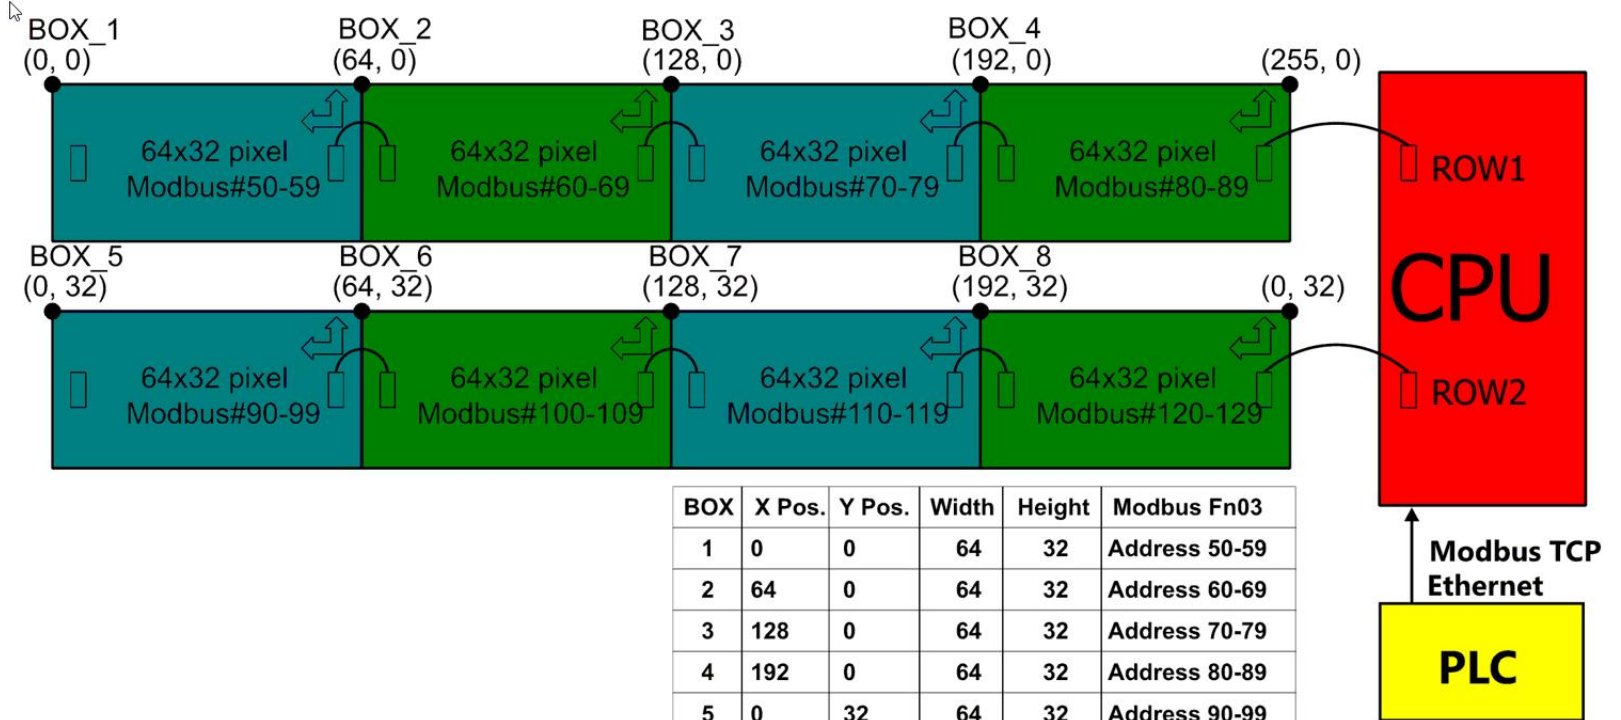 BOX_1 BOX_2 BOX_3 BOX_4
(0, 0) (64, 0) (128, 0) (192, 0) (255, 0)
64x32 pixel 64x32 pixel 64x32 pixel 64x32 pixel ROW1
Modbus#50-59 Modbus#60-69 Modbus#70-79 Modbus#80-89
BOX_5 BOX_6 BOX_7 BOX_8
(0, 32) (64, 32) (128, 32) (192, 32) (0, 32) CPU
64x32 pixel 64x32 pixel 64x32 pixel 64x32 pixel ROW2
Modbus#90-99 Modbus#100-109 Modbus#110-119 Modbus#120-129
BOX X Pos. Y Pos. Width Height Modbus Fn03
1 0 0 64 32 Address 50-59
2 64 0 64 32 Address 60-69
3 128 0 64 32 Address 70-79
4 192 0 64 32 Address 80-89
5 0 32 64 32 Address 90-99
Modbus TCP
Ethernet
PLC